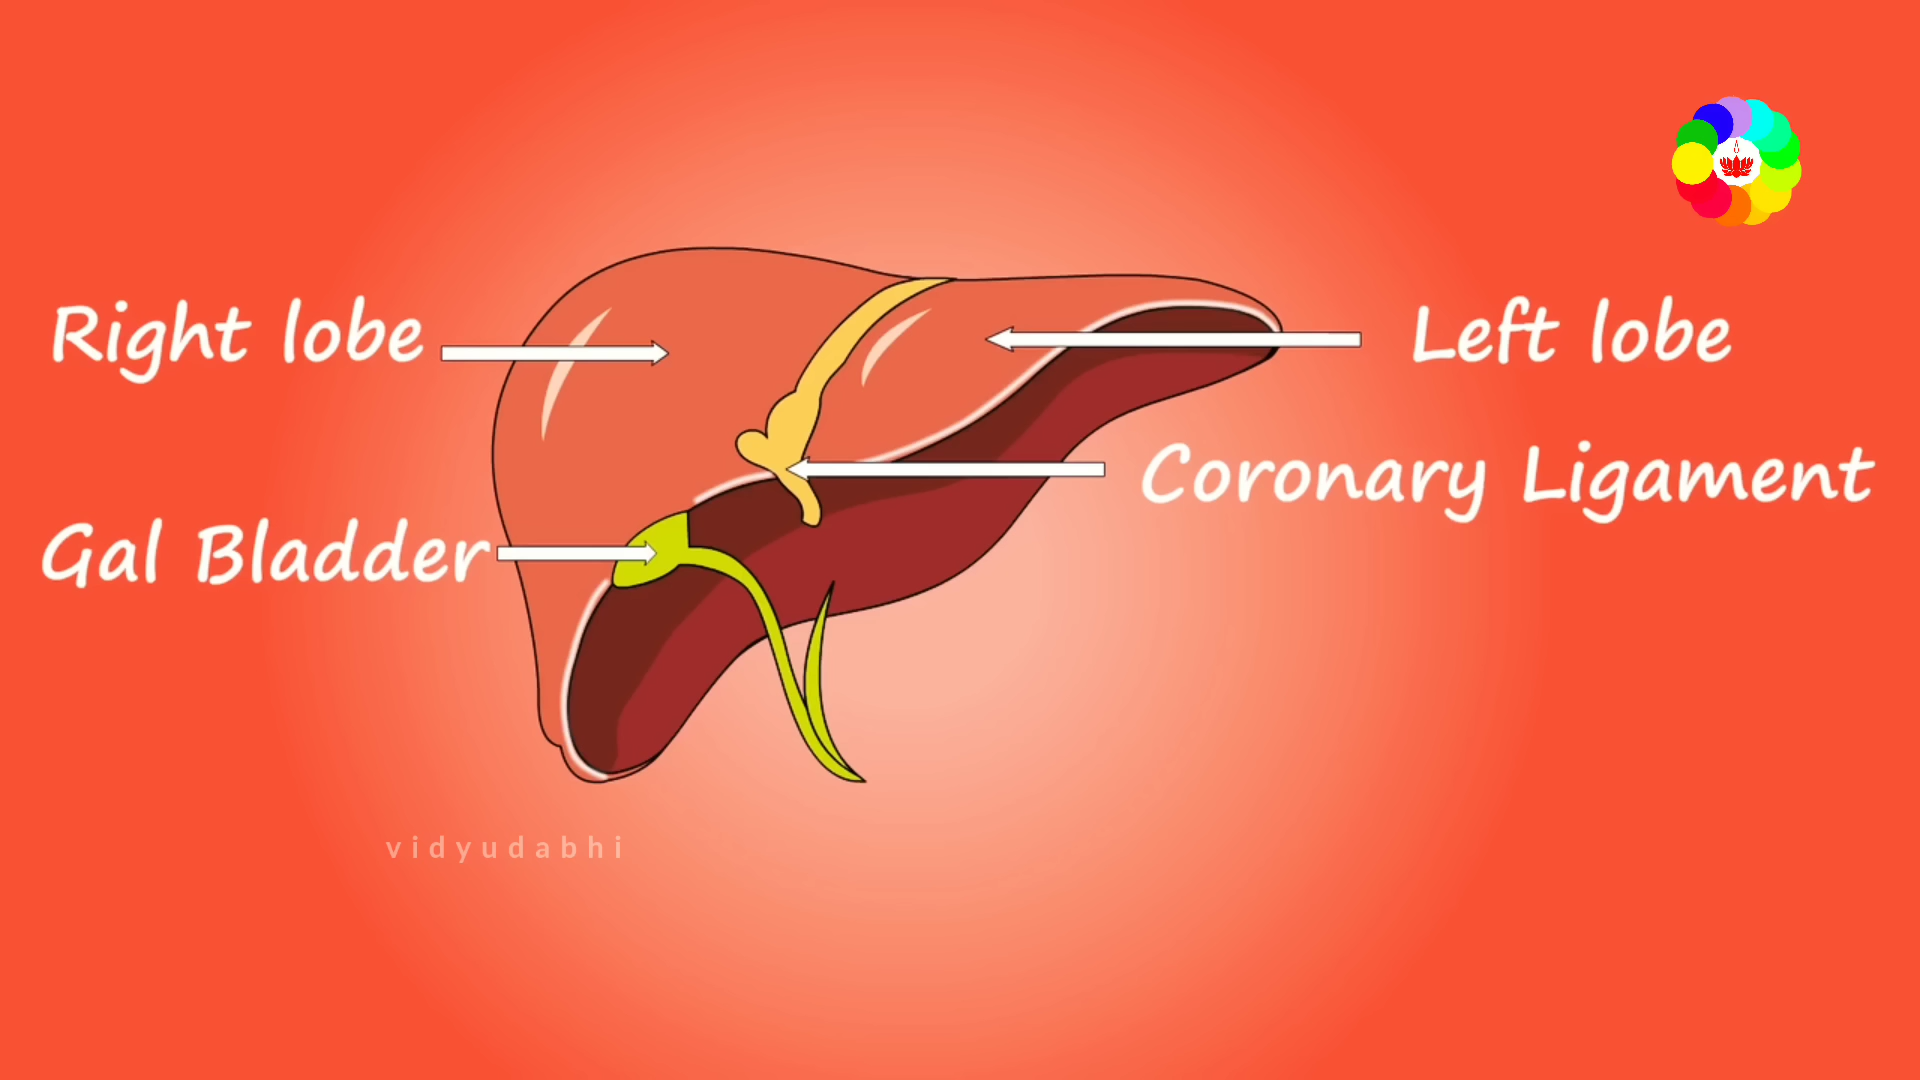 Right lobe
Left lobe
Coronary Ligament
Gal Bladder
vidyudabhi